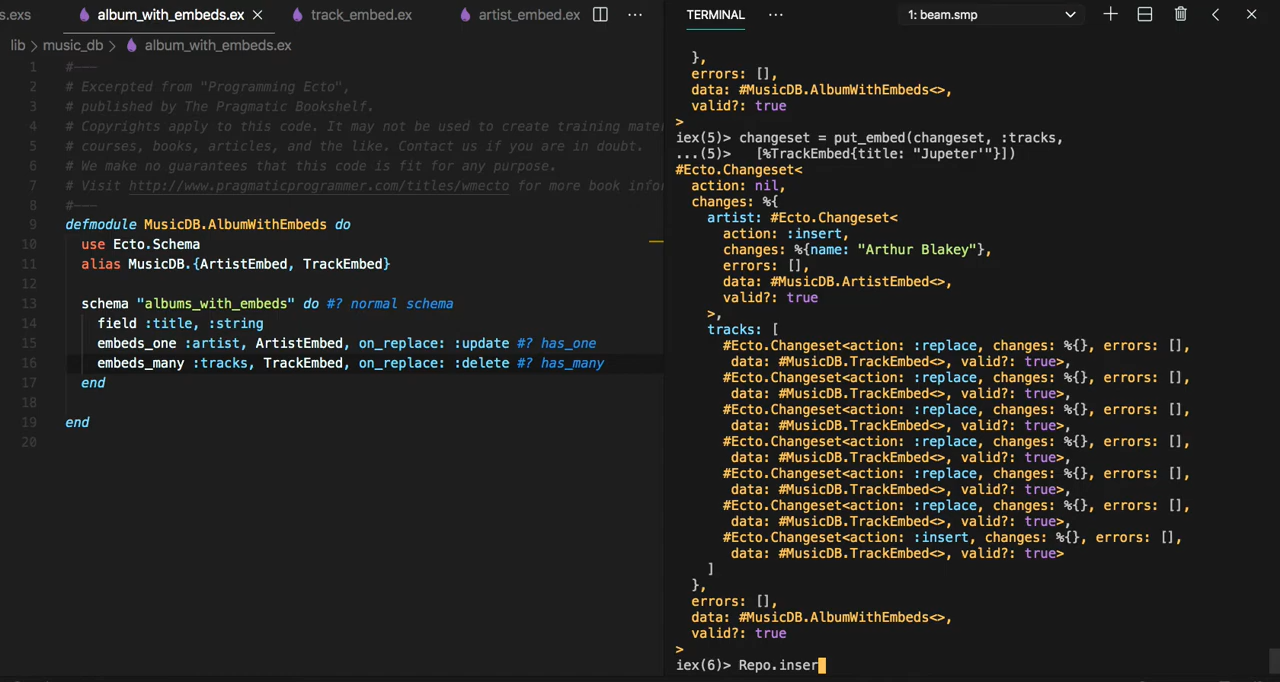 s.exs album_with_embeds.ex track_embed.ex artist_embed.ex
lib > music_db > album_with_embeds.ex
1 #---
2 # Excerpted from "Programming Ecto",
3 # published by The Pragmatic Bookshelf.
4 # Copyrights apply to this code. It may not be used to create training mater
5 # courses, books, articles, and the like. Contact us if you are in doubt.
6 # We make no guarantees that this code is fit for any purpose.
7 # Visit http://www.pragmaticprogrammer.com/titles/wmecto for more book infor
8 #---
9 defmodule MusicDB.AlbumWithEmbeds do
10 use Ecto.Schema
11 alias MusicDB.{ArtistEmbed, TrackEmbed}
12
13 schema "albums_with_embeds" do #? normal schema
14 field :title, :string
15 embeds_one :artist, ArtistEmbed, on_replace: :update #? has_one
16 embeds_many :tracks, TrackEmbed, on_replace: :delete #? has_many
17 end
18
19 end
20
TERMINAL ... 1: beam.smp
},
errors: [],
data: #MusicDB.AlbumWithEmbeds<>,
valid?: true
>
iex(5)> changeset = put_embed(changeset, :tracks,
...(5)> [%TrackEmbed{title: "Jupeter'"}])
#Ecto.Changeset<
action: nil,
changes: %{
artist: #Ecto.Changeset<
action: :insert,
changes: %{name: "Arthur Blakey"},
errors: [],
data: #MusicDB.ArtistEmbed<>,
valid?: true
>,
tracks: [
#Ecto.Changeset<action: :replace, changes: %{}, errors: [],
data: #MusicDB.TrackEmbed<>, valid?: true>,
#Ecto.Changeset<action: :replace, changes: %{}, errors: [],
data: #MusicDB.TrackEmbed<>, valid?: true>,
#Ecto.Changeset<action: :replace, changes: %{}, errors: [],
data: #MusicDB.TrackEmbed<>, valid?: true>,
#Ecto.Changeset<action: :replace, changes: %{}, errors: [],
data: #MusicDB.TrackEmbed<>, valid?: true>,
#Ecto.Changeset<action: :replace, changes: %{}, errors: [],
data: #MusicDB.TrackEmbed<>, valid?: true>,
#Ecto.Changeset<action: :replace, changes: %{}, errors: [],
data: #MusicDB.TrackEmbed<>, valid?: true>,
#Ecto.Changeset<action: :insert, changes: %{}, errors: [],
data: #MusicDB.TrackEmbed<>, valid?: true>
]
},
errors: [],
data: #MusicDB.AlbumWithEmbeds<>,
valid?: true
>
iex(6)> Repo.inser